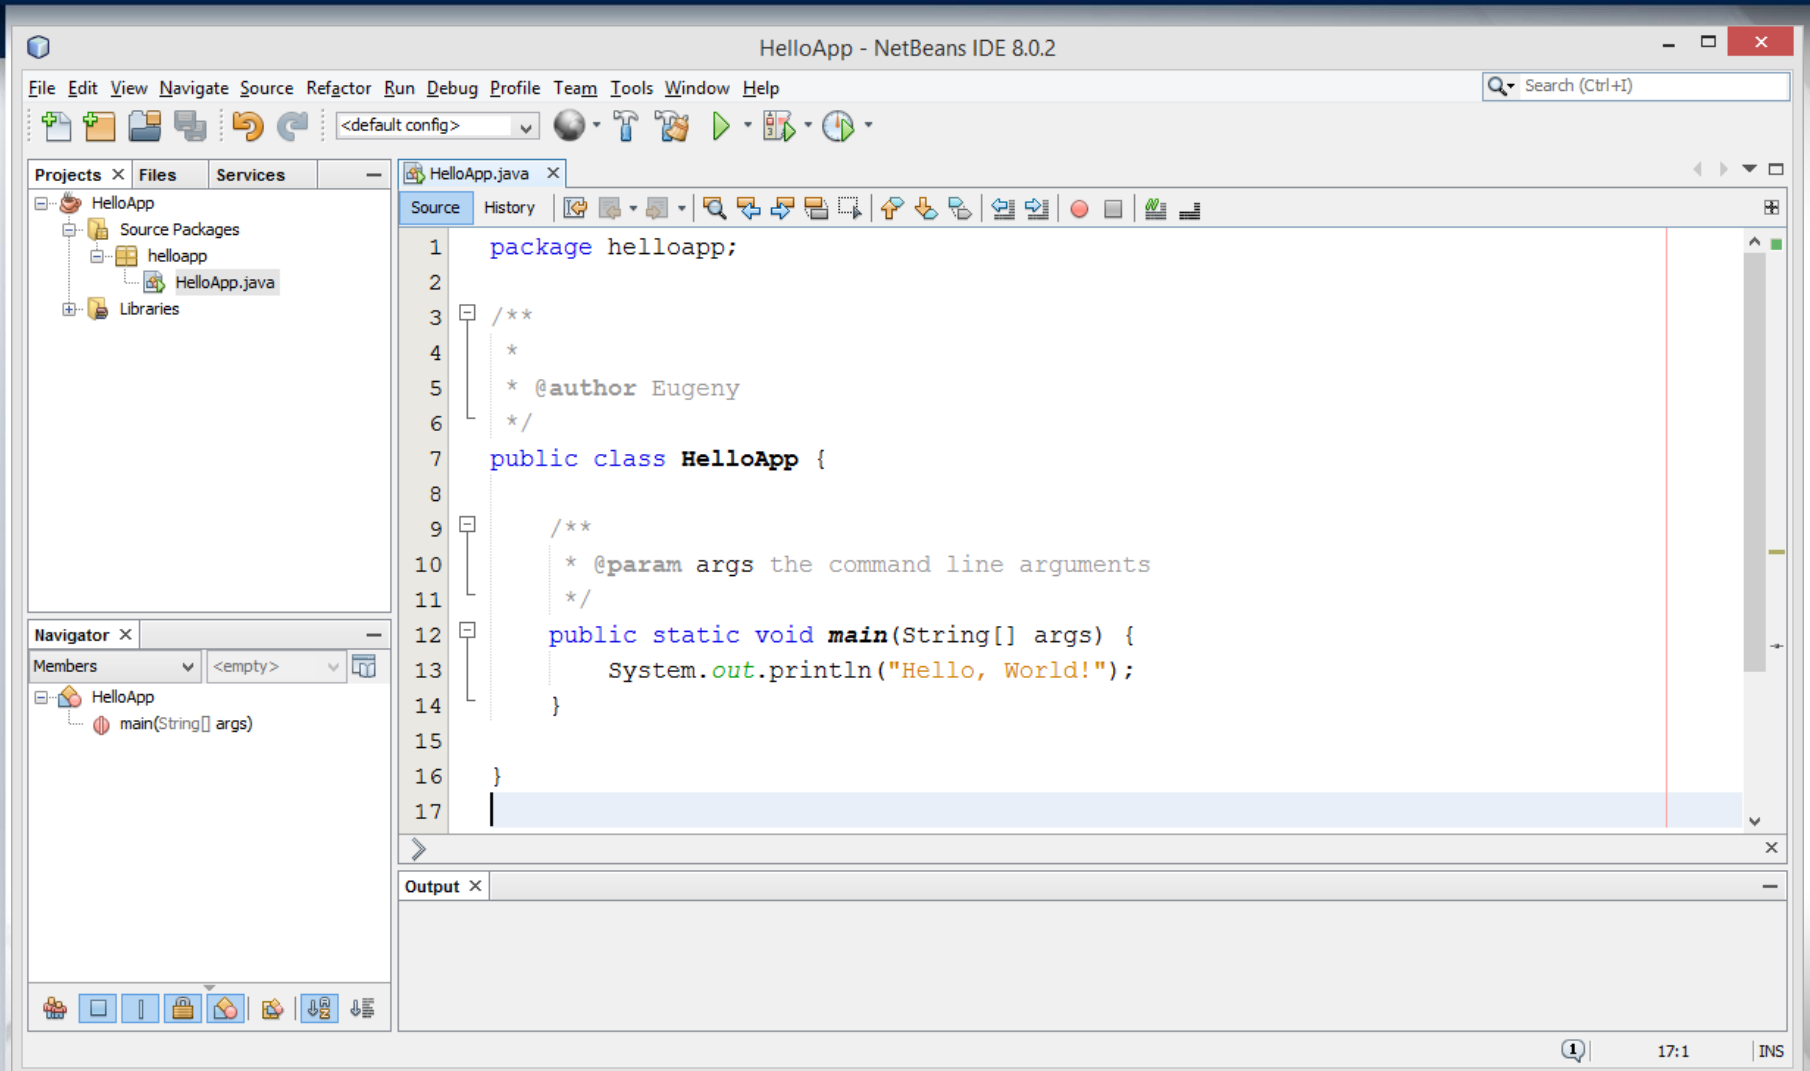 HelloApp - NetBeans IDE 8.0.2
File Edit View Navigate Source Refactor Run Debug Profile Team Tools Window Help
Search (Ctrl+I)
<default config>
Projects Files Services
HelloApp
Source Packages
helloapp
HelloApp.java
Libraries
Navigator
Members <empty>
HelloApp
main(String[] args)
HelloApp.java
Source History
1 package helloapp;
2
3 /**
4  *
5  * @author Eugeny
6  */
7 public class HelloApp {
8
9     /**
10      * @param args the command line arguments
11      */
12     public static void main(String[] args) {
13         System.out.println("Hello, World!");
14     }
15
16 }
17
Output
1 17:1 INS